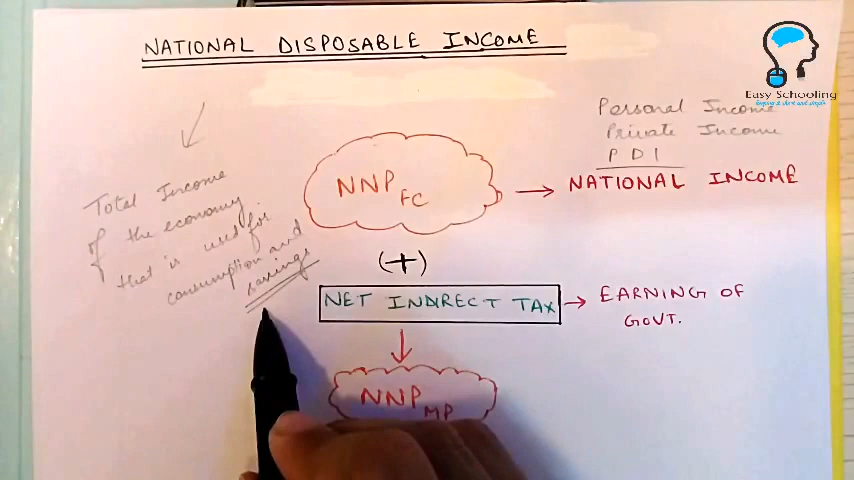 NATIONAL DISPOSABLE INCOME
Easy Schooling
Personal Income
Private Income
P D I
NNP FC
NATIONAL INCOME
Total Income
of the economy
that is used for
consumption and
savings
(+)
NET INDIRECT TAX
EARNING OF
GOVT.
NNP MP